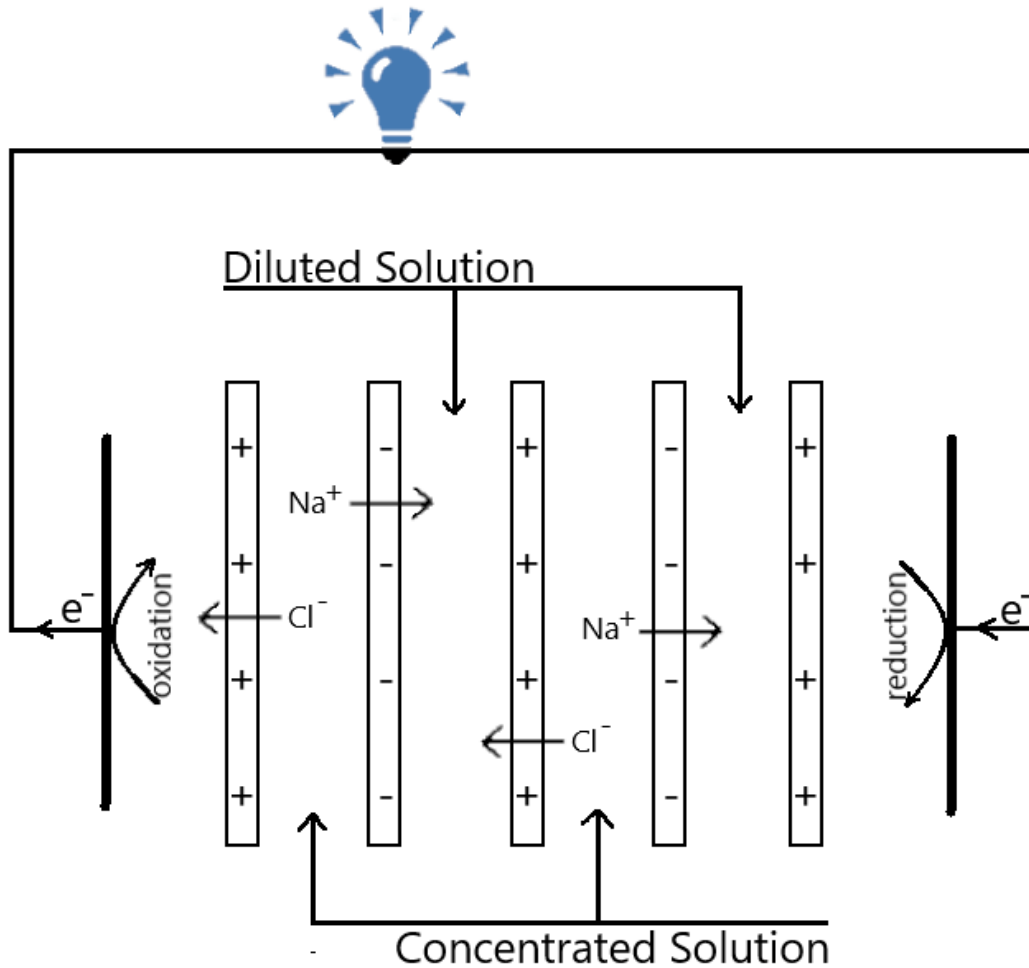 Diluted Solution
+ - + - +
Na⁺
+ - + - +
e⁻ oxidation Cl⁻ Na⁺ reduction e⁻
+ - + - +
Cl⁻
+ - + - +
Concentrated Solution